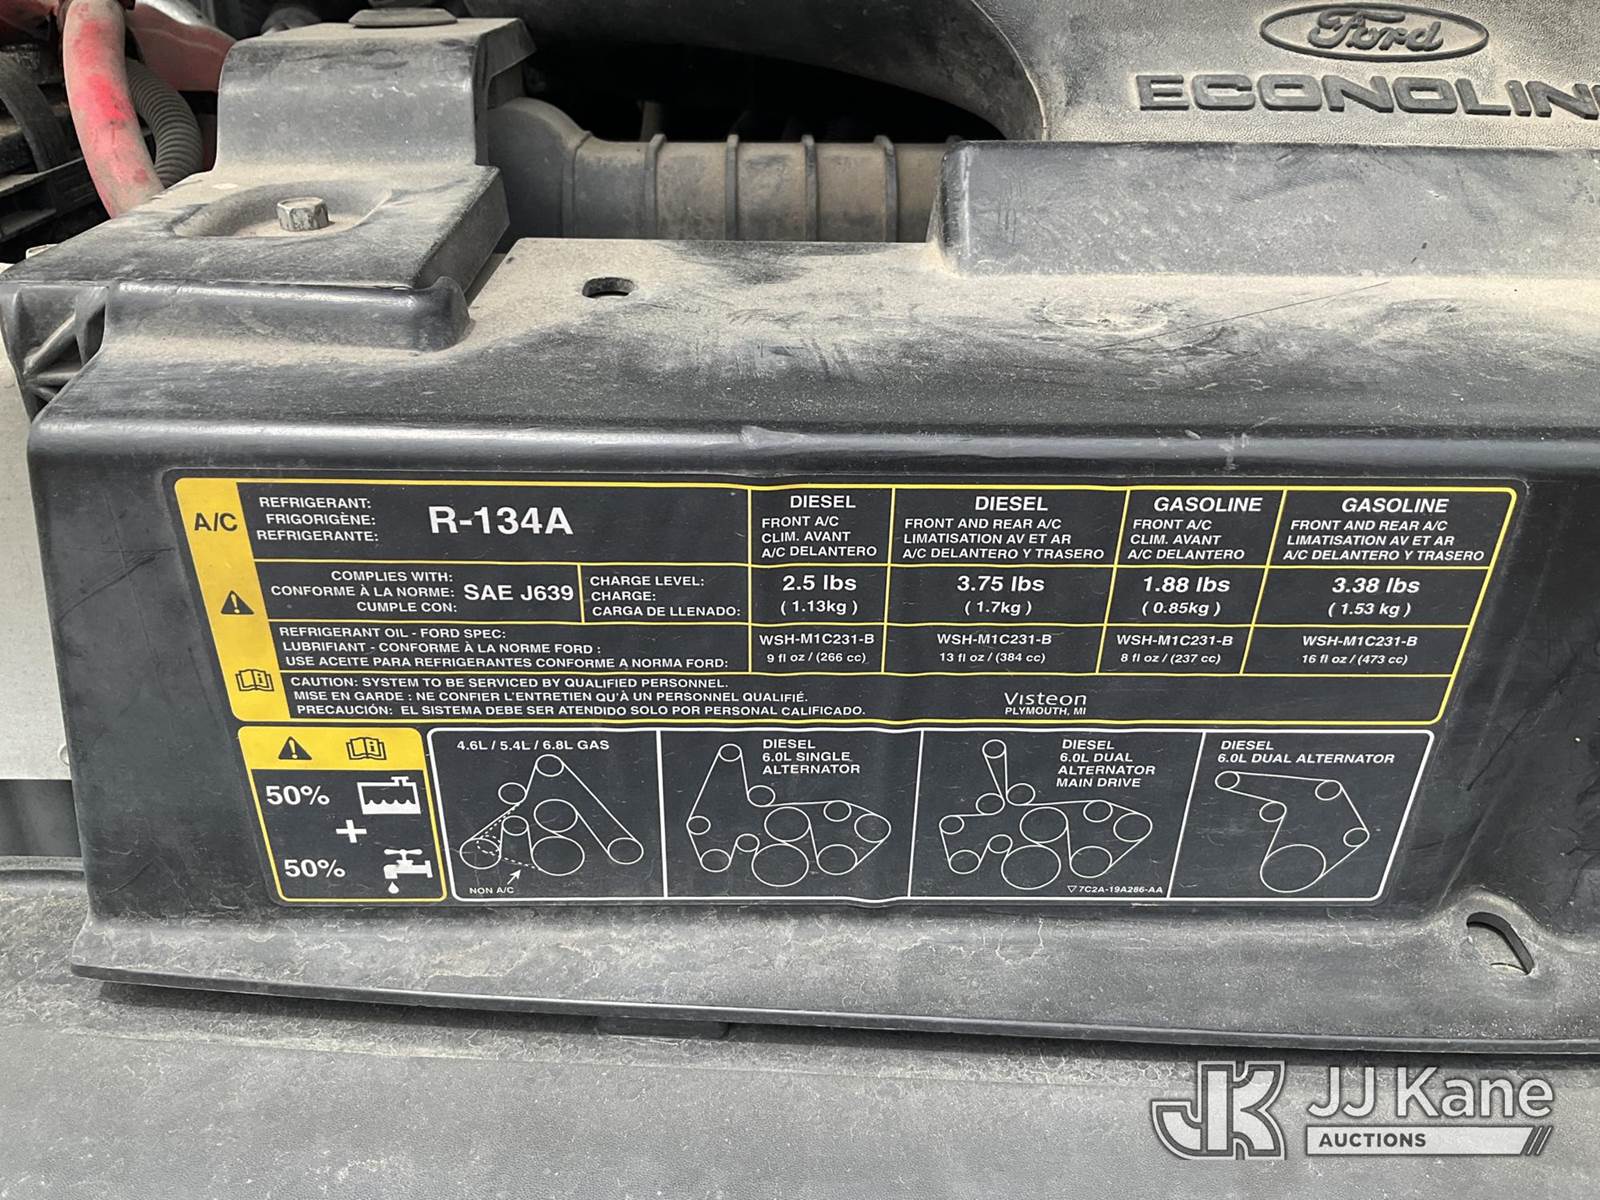 Ford
ECONOLIN
A/C
REFRIGERANT:
FRIGORIGÈNE:
REFRIGERANTE:
R-134A
DIESEL
FRONT A/C
CLIM. AVANT
A/C DELANTERO
DIESEL
FRONT AND REAR A/C
LIMATISATION AV ET AR
A/C DELANTERO Y TRASERO
GASOLINE
FRONT A/C
CLIM. AVANT
A/C DELANTERO
GASOLINE
FRONT AND REAR A/C
LIMATISATION AV ET AR
A/C DELANTERO Y TRASERO
COMPLIES WITH:
CONFORME À LA NORME:
CUMPLE CON:
SAE J639
CHARGE LEVEL:
CHARGE:
CARGA DE LLENADO:
2.5 lbs
(1.13kg)
3.75 lbs
(1.7kg)
1.88 lbs
(0.85kg)
3.38 lbs
(1.53 kg)
REFRIGERANT OIL - FORD SPEC:
LUBRIFIANT - CONFORME À LA NORME FORD :
USE ACEITE PARA REFRIGERANTES CONFORME A NORMA FORD:
WSH-M1C231-B
9 fl oz / (266 cc)
WSH-M1C231-B
13 fl oz / (384 cc)
WSH-M1C231-B
8 fl oz / (237 cc)
WSH-M1C231-B
16 fl oz / (473 cc)
CAUTION: SYSTEM TO BE SERVICED BY QUALIFIED PERSONNEL.
MISE EN GARDE : NE CONFIER L'ENTRETIEN QU'À UN PERSONNEL QUALIFIÉ.
PRECAUCIÓN: EL SISTEMA DEBE SER ATENDIDO SOLO POR PERSONAL CALIFICADO.
Visteon
PLYMOUTH, MI
50%
+
50%
4.6L / 5.4L / 6.8L GAS
NON A/C
DIESEL
6.0L SINGLE
ALTERNATOR
DIESEL
6.0L DUAL
ALTERNATOR
MAIN DRIVE
7C2A-19A286-AA
DIESEL
6.0L DUAL ALTERNATOR
JK
JJ Kane
AUCTIONS